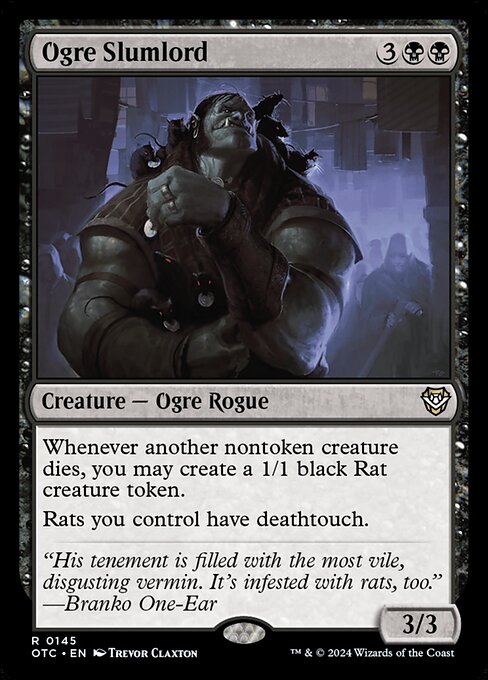 Ogre Slumlord 3
Creature — Ogre Rogue
Whenever another nontoken creature
dies, you may create a 1/1 black Rat
creature token.
Rats you control have deathtouch.
“His tenement is filled with the most vile,
disgusting vermin. It’s infested with rats, too.”
—Branko One-Ear
3/3
R 0145
OTC • EN Trevor Claxton
™ & © 2024 Wizards of the Coast